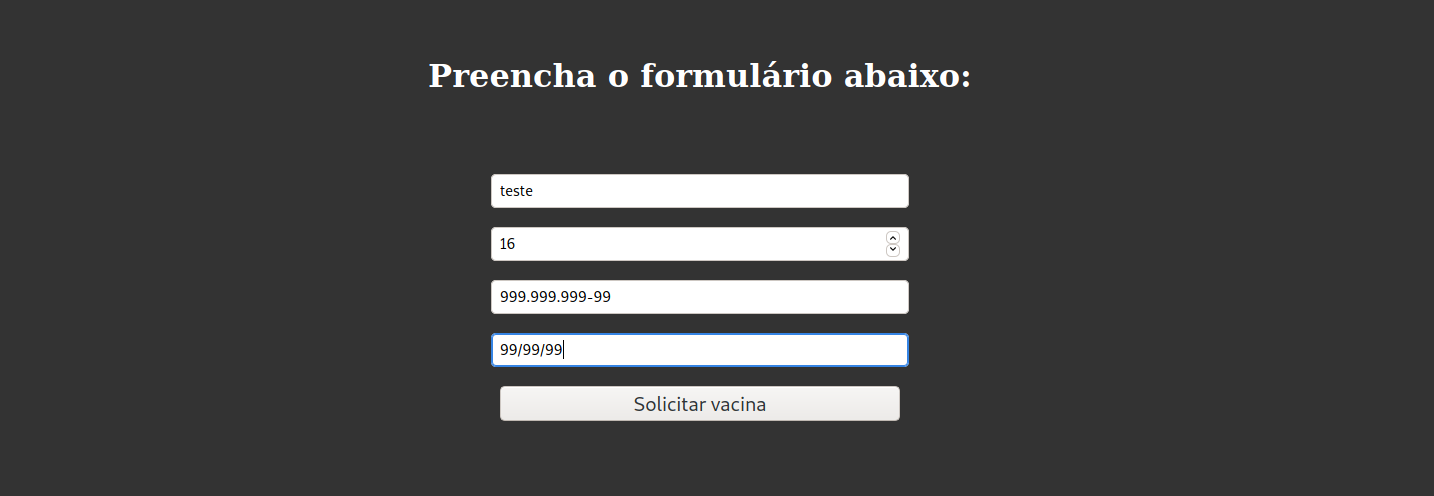 Preencha o formulário abaixo:
teste
16
999.999.999-99
99/99/99
Solicitar vacina